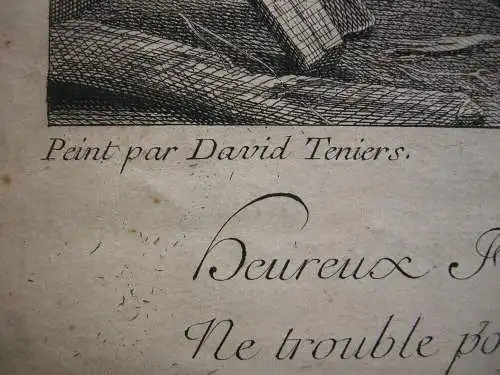 Peint par David Teniers.
Heureux
Ne trouble